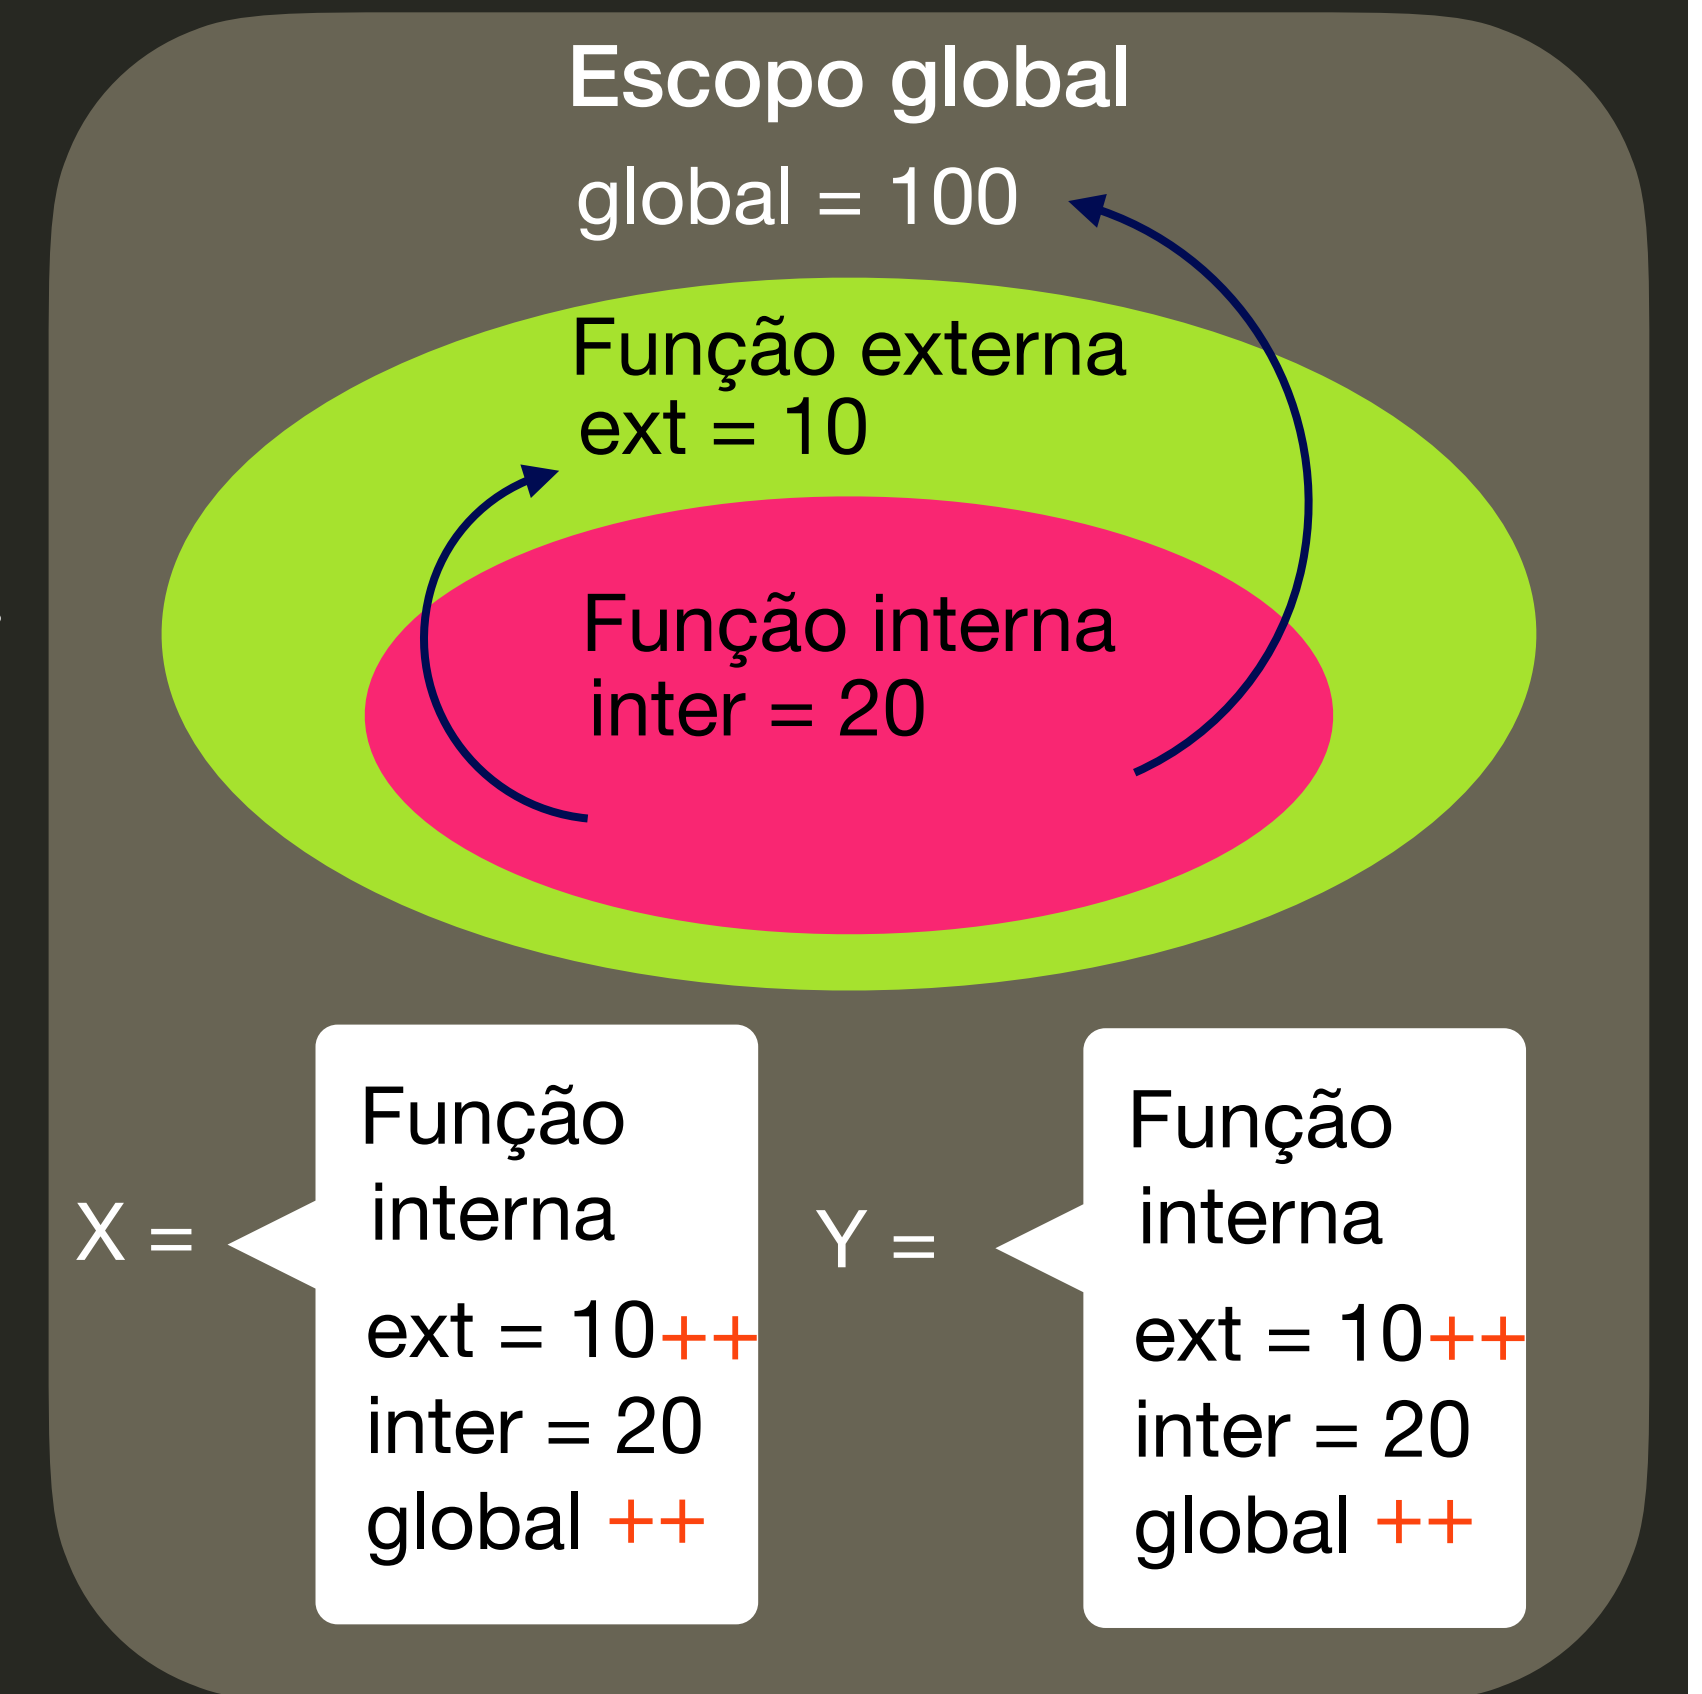 Escopo global
global = 100
Função externa
ext = 10
Função interna
inter = 20
X =
Função
interna
ext = 10++
inter = 20
global ++
Y =
Função
interna
ext = 10++
inter = 20
global ++